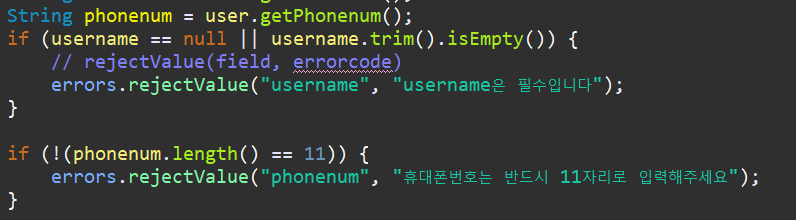 String phonenum = user.getPhonenum();
if (username == null || username.trim().isEmpty()) {
// rejectValue(field, errorcode)
errors.rejectValue("username", "username은 필수입니다");
}
if (!(phonenum.length() == 11)) {
errors.rejectValue("phonenum", "휴대폰번호는 반드시 11자리로 입력해주세요");
}